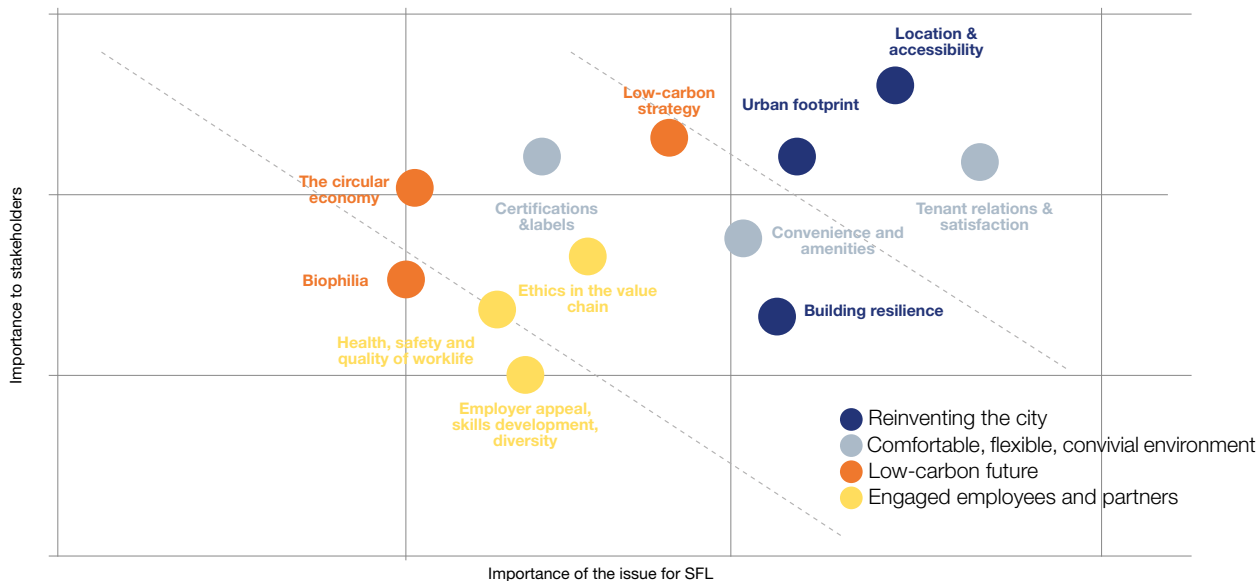 Location &
accessibility
Low-carbon
strategy
Urban footprint
The circular
economy
Certifications
&labels
Tenant relations &
satisfaction
Convenience and
amenities
Biophilia
Ethics in the value
chain
Building resilience
Health, safety and
quality of worklife
Employer appeal,
skills development,
diversity
Reinventing the city
Comfortable, flexible, convivial environment
Low-carbon future
Engaged employees and partners
Importance to stakeholders
Importance of the issue for SFL